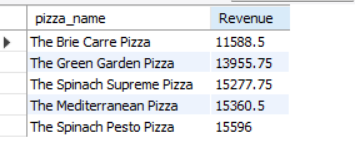 pizza_name Revenue
The Brie Carre Pizza 11588.5
The Green Garden Pizza 13955.75
The Spinach Supreme Pizza 15277.75
The Mediterranean Pizza 15360.5
The Spinach Pesto Pizza 15596